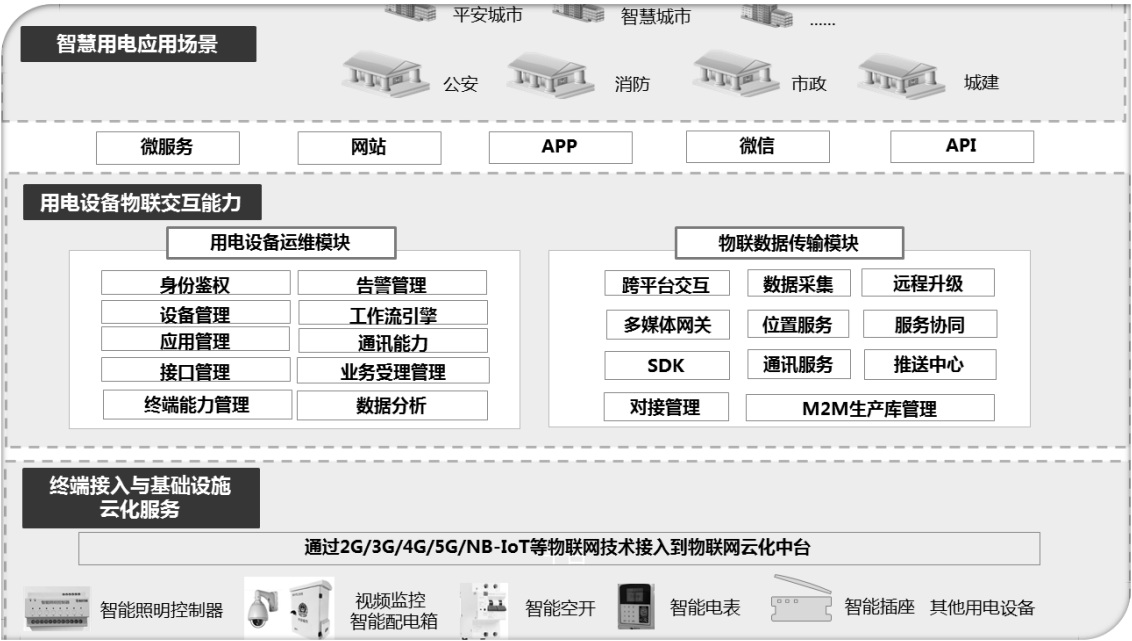 平安城市 智慧城市 ......
智慧用电应用场景
公安 消防 市政 城建
微服务 网站 APP 微信 API
用电设备物联交互能力
用电设备运维模块
身份鉴权 告警管理
设备管理 工作流引擎
应用管理 通讯能力
接口管理 业务受理管理
终端能力管理 数据分析
物联数据传输模块
跨平台交互 数据采集 远程升级
多媒体网关 位置服务 服务协同
SDK 通讯服务 推送中心
对接管理 M2M生产库管理
终端接入与基础设施
云化服务
通过2G/3G/4G/5G/NB-IoT等物联网技术接入到物联网云化中台
智能照明控制器
视频监控
智能配电箱
智能空开 智能电表 智能插座 其他用电设备